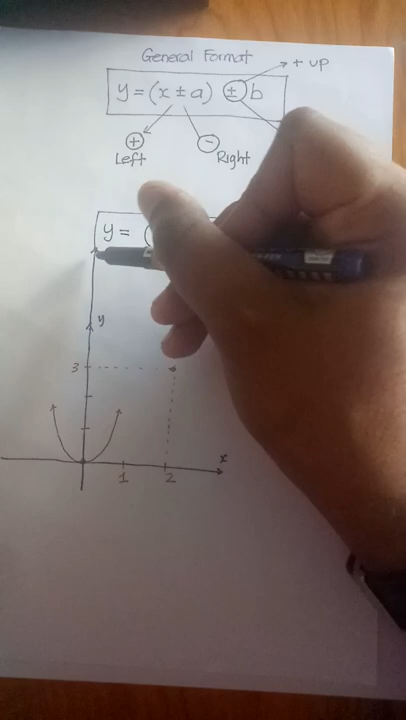 General Format
+ up
y = (x ± a) ± b
+ −
Left Right
y = (
y
3
x
1 2